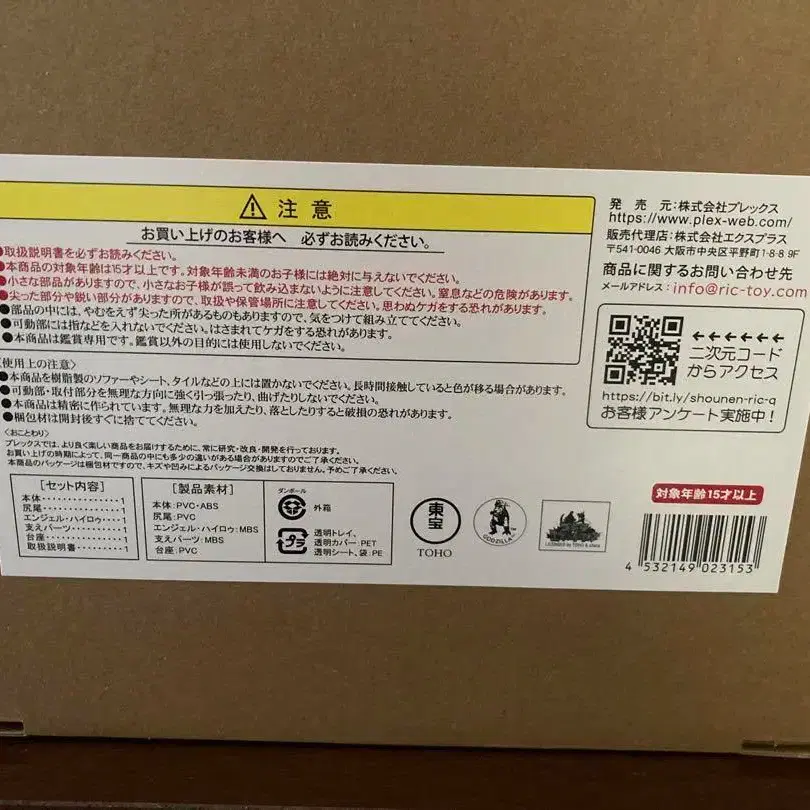 ⚠ 注意
お買い上げのお客様へ 必ずお読みください。
●取扱説明書を必ずお読みください。
●本商品の対象年齢は15才以上です。対象年齢未満のお子様には絶対に与えないでください。
●小さな部品がありますので、小さなお子様が誤って飲み込まないように注意してください。窒息などの危険があります。
●尖った部分や鋭い部分がありますので、取扱や保管場所に注意してください。思わぬケガをする恐れがあります。
●部品の中には、やむをえず尖った所があるものもありますので、気をつけて組み立ててください。
●可動部には指などを入れないでください。はさまれてケガをする恐れがあります。
●本商品は鑑賞専用です。鑑賞以外の目的には使用しないでください。
〈使用上の注意〉
●本商品を樹脂製のソファーやシート、タイルなどの上には置かないでください。長時間接触していると色が移る場合があります。
●可動部・取付部分を無理な方向に強く引っ張ったり、曲げたりしないでください。
●本商品は精密に作られています。無理な力を加えたり、落としたりすると破損の恐れがあります。
●梱包材は開封後すぐに捨ててください。
〈おことわり〉
プレックスでは、より良く楽しい商品をお届けするために、常に研究・改良・開発を行っております。
お買い上げの時期によって、同一商品の中にも多少の違いがある場合がありますのでご了承ください。
本商品のパッケージは梱包材ですので、キズや凹みによるパッケージ交換はしておりません。予めご了承ください。
[セット内容]
本体・・・・・・・・・・・・1
尻尾・・・・・・・・・・・・1
エンジェル・ハイロゥ・・・1
支えパーツ・・・・・・・・1
台座・・・・・・・・・・・・1
取扱説明書・・・・・・・・1
[製品素材]
本体:PVC・ABS
尻尾:PVC
エンジェル・ハイロゥ:MBS
支えパーツ:MBS
台座:PVC
ダンボール
外箱
プラ
透明トレイ、
透明カバー:PET
透明シート、袋:PE
東宝
TOHO
GODZILLA
発売元:株式会社プレックス
https://www.plex-web.com/
販売代理店:株式会社エクスプラス
〒541-0046 大阪市中央区平野町1-8-8 9F
商品に関するお問い合わせ先
メールアドレス:info@ric-toy.com
←←←←←←
二次元コード
からアクセス
https://bit.ly/shounen-ric-q
お客様アンケート実施中!
対象年齢15才以上
4 532149 023153